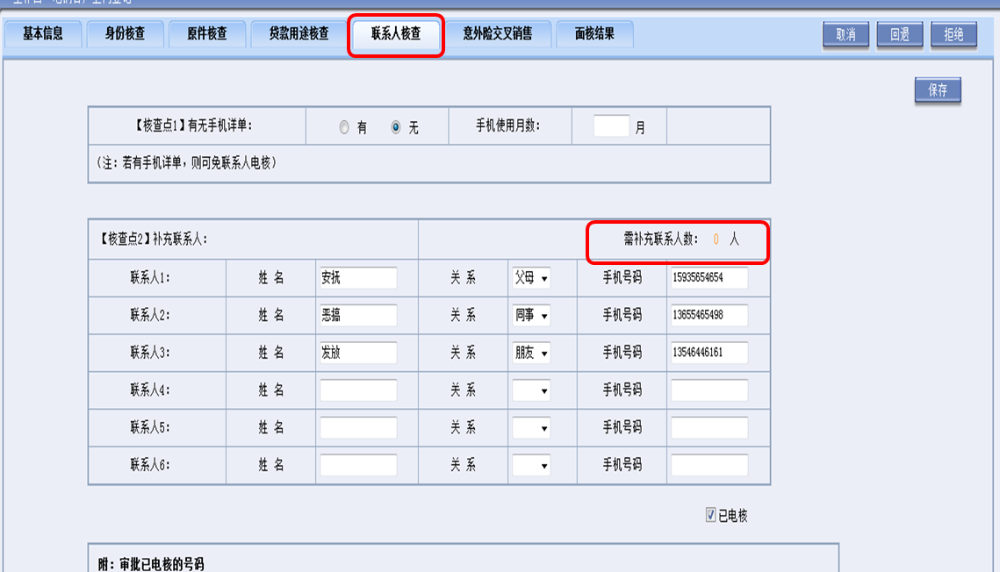 基本信息 身份核查 原件核查 贷款用途核查 联系人核查 意外险交叉销售 面核结果 取消 回退 拒绝
保存
【核查点1】有无手机详单: 有 无 手机使用月数: 月
(注: 若有手机详单，则可免联系人电核)
【核查点2】补充联系人: 需补充联系人数: 0 人
联系人1: 姓 名 安抚 关 系 父母 手机号码 15935654654
联系人2: 姓 名 恶搞 关 系 同事 手机号码 13655465498
联系人3: 姓 名 发放 关 系 朋友 手机号码 13546446161
联系人4: 姓 名 关 系 手机号码
联系人5: 姓 名 关 系 手机号码
联系人6: 姓 名 关 系 手机号码
已电核
附: 审批已电核的号码